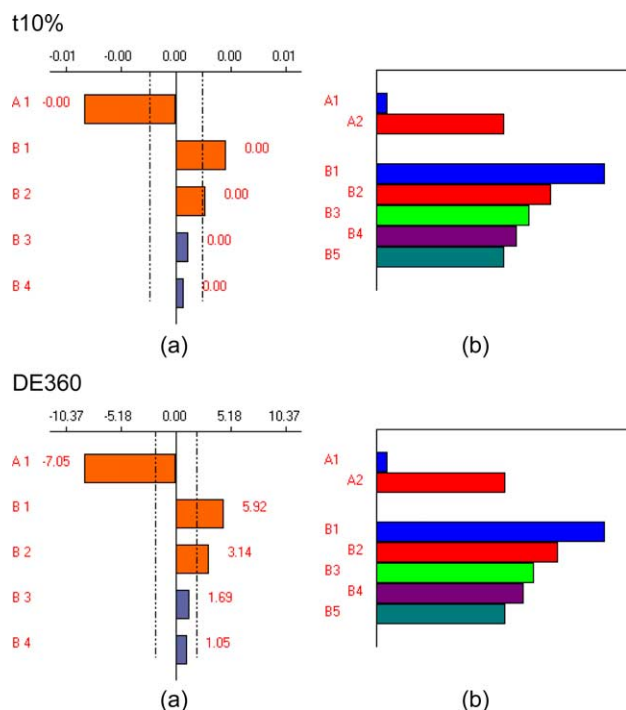 t10%
-0.01 -0.00 0.00 0.00 0.01
A 1 -0.00
B 1 0.00
B 2 0.00
B 3 0.00
B 4 0.00
(a)
A1
A2
B1
B2
B3
B4
B5
(b)
DE360
-10.37 -5.18 0.00 5.18 10.37
A 1 -7.05
B 1 5.92
B 2 3.14
B 3 1.69
B 4 1.05
(a)
A1
A2
B1
B2
B3
B4
B5
(b)